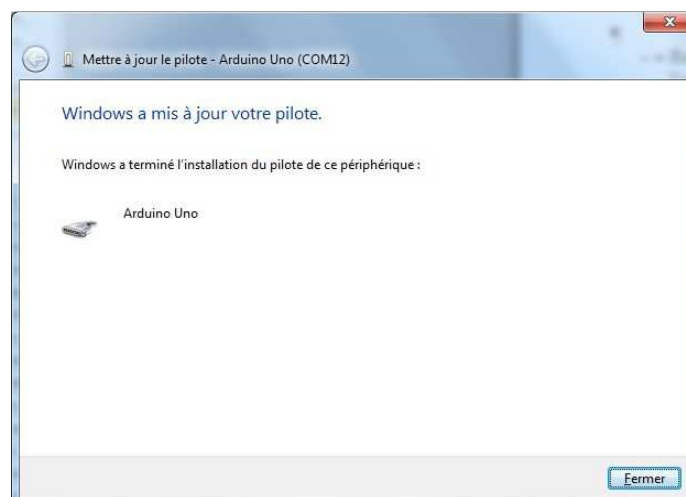 Mettre à jour le pilote - Arduino Uno (COM12)
Windows a mis à jour votre pilote.
Windows a terminé l'installation du pilote de ce périphérique :
Arduino Uno
Fermer